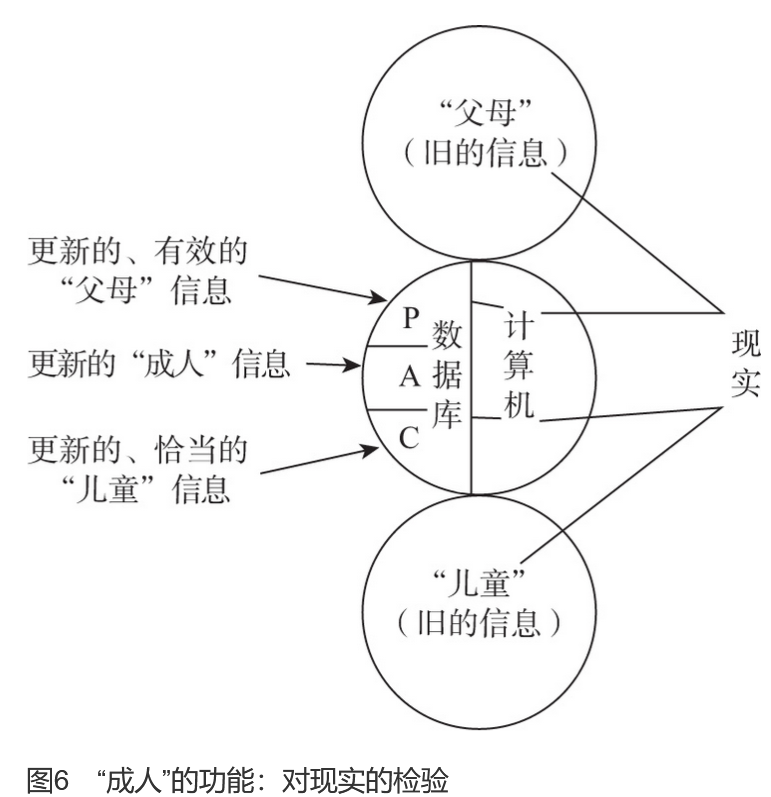 “父母”
（旧的信息）
更新的、有效的
“父母”信息
更新的“成人”信息
更新的、恰当的
“儿童”信息
P
A
C
数据库
计算机
现实
“儿童”
（旧的信息）
图6 “成人”的功能：对现实的检验